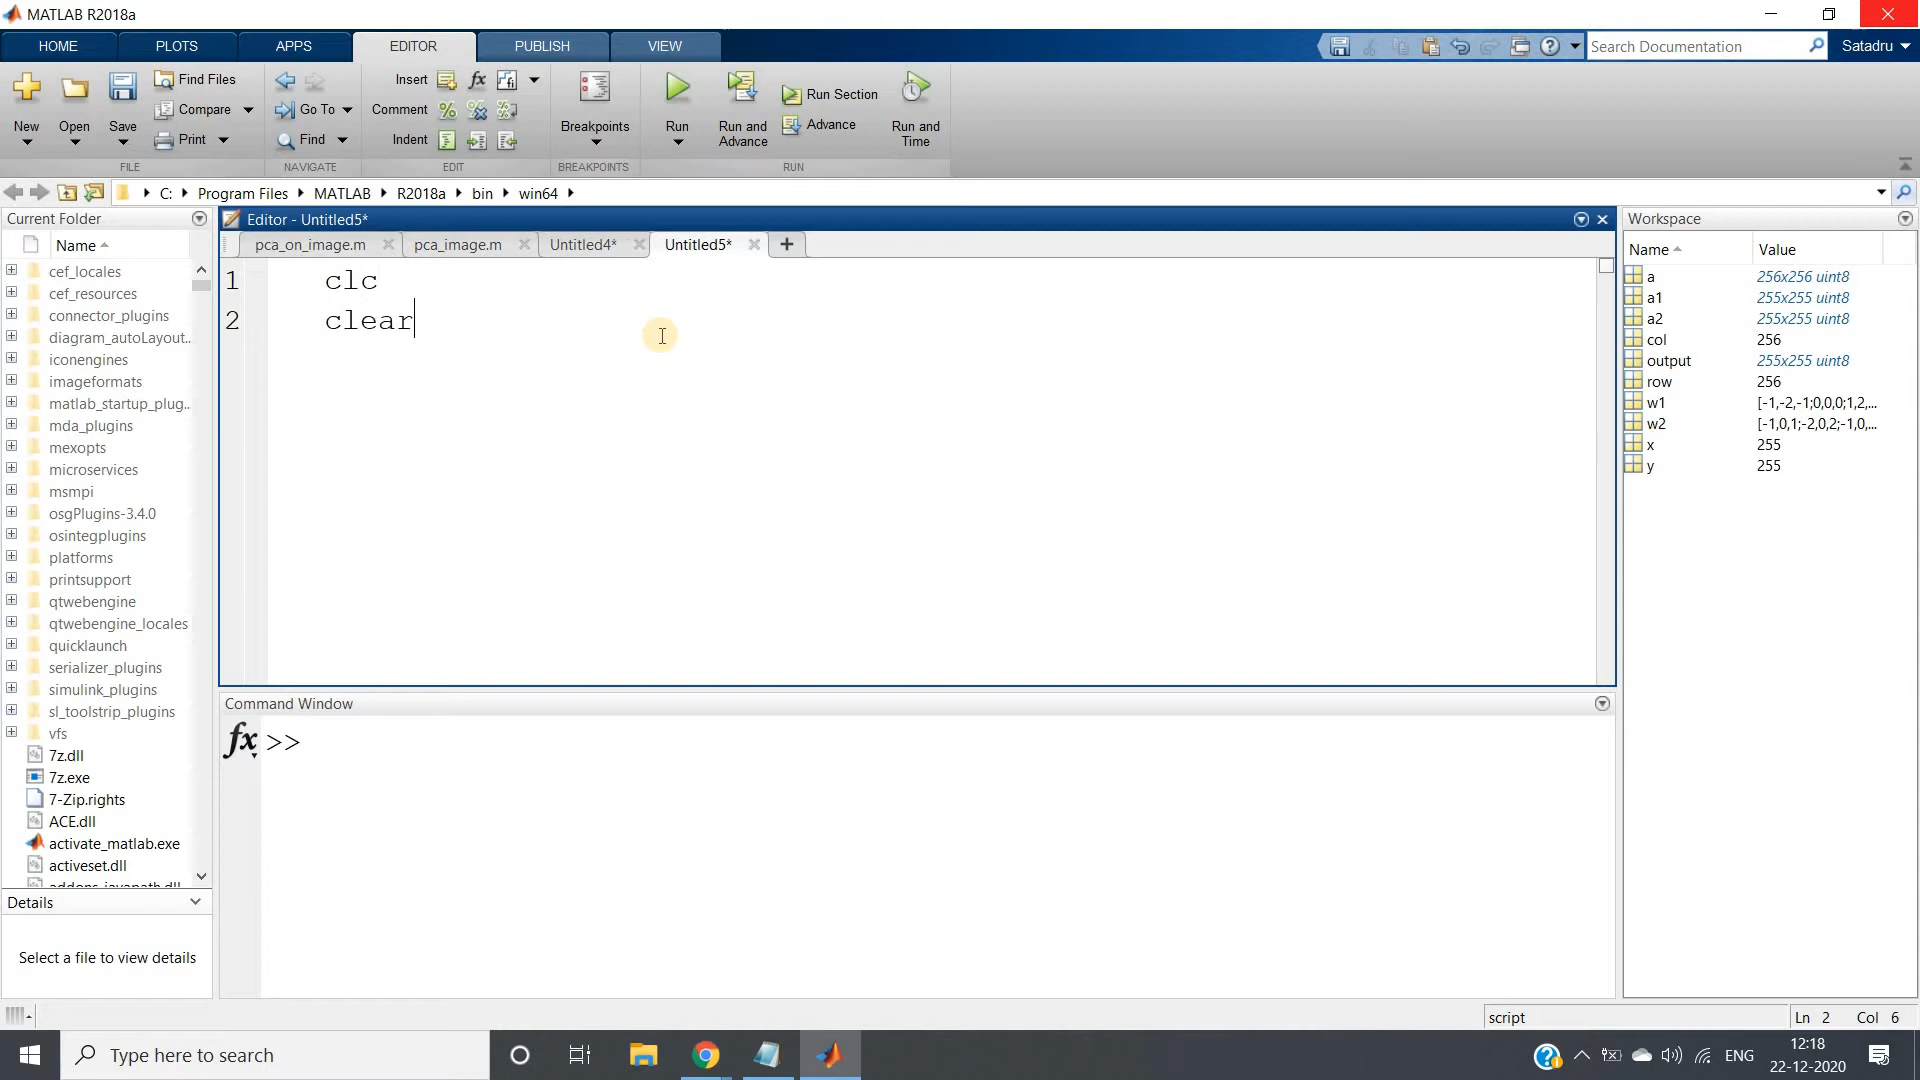 MATLAB R2018a
HOME PLOTS APPS EDITOR PUBLISH VIEW
Search Documentation
Satadru
New
Open
Save
Find Files
Compare
Print
FILE
Go To
Find
NAVIGATE
Insert
Comment
Indent
EDIT
Breakpoints
BREAKPOINTS
Run
Run and Advance
Run Section
Advance
Run and Time
RUN
C: Program Files MATLAB R2018a bin win64
Current Folder
Name
cef_locales
cef_resources
connector_plugins
diagram_autoLayout..
iconengines
imageformats
matlab_startup_plug..
mda_plugins
mexopts
microservices
msmpi
osgPlugins-3.4.0
osintegplugins
platforms
printsupport
qtwebengine
qtwebengine_locales
quicklaunch
serializer_plugins
simulink_plugins
sl_toolstrip_plugins
vfs
7z.dll
7z.exe
7-Zip.rights
ACE.dll
activate_matlab.exe
activeset.dll
Details
Select a file to view details
Editor - Untitled5*
pca_on_image.m pca_image.m Untitled4* Untitled5*
1 clc
2 clear
Command Window
fx >>
Workspace
Name Value
a 256x256 uint8
a1 255x255 uint8
a2 255x255 uint8
col 256
output 255x255 uint8
row 256
w1 [-1,-2,-1;0,0,0;1,2,...
w2 [-1,0,1;-2,0,2;-1,0,...
x 255
y 255
script
Ln 2 Col 6
Type here to search
ENG
12:18
22-12-2020